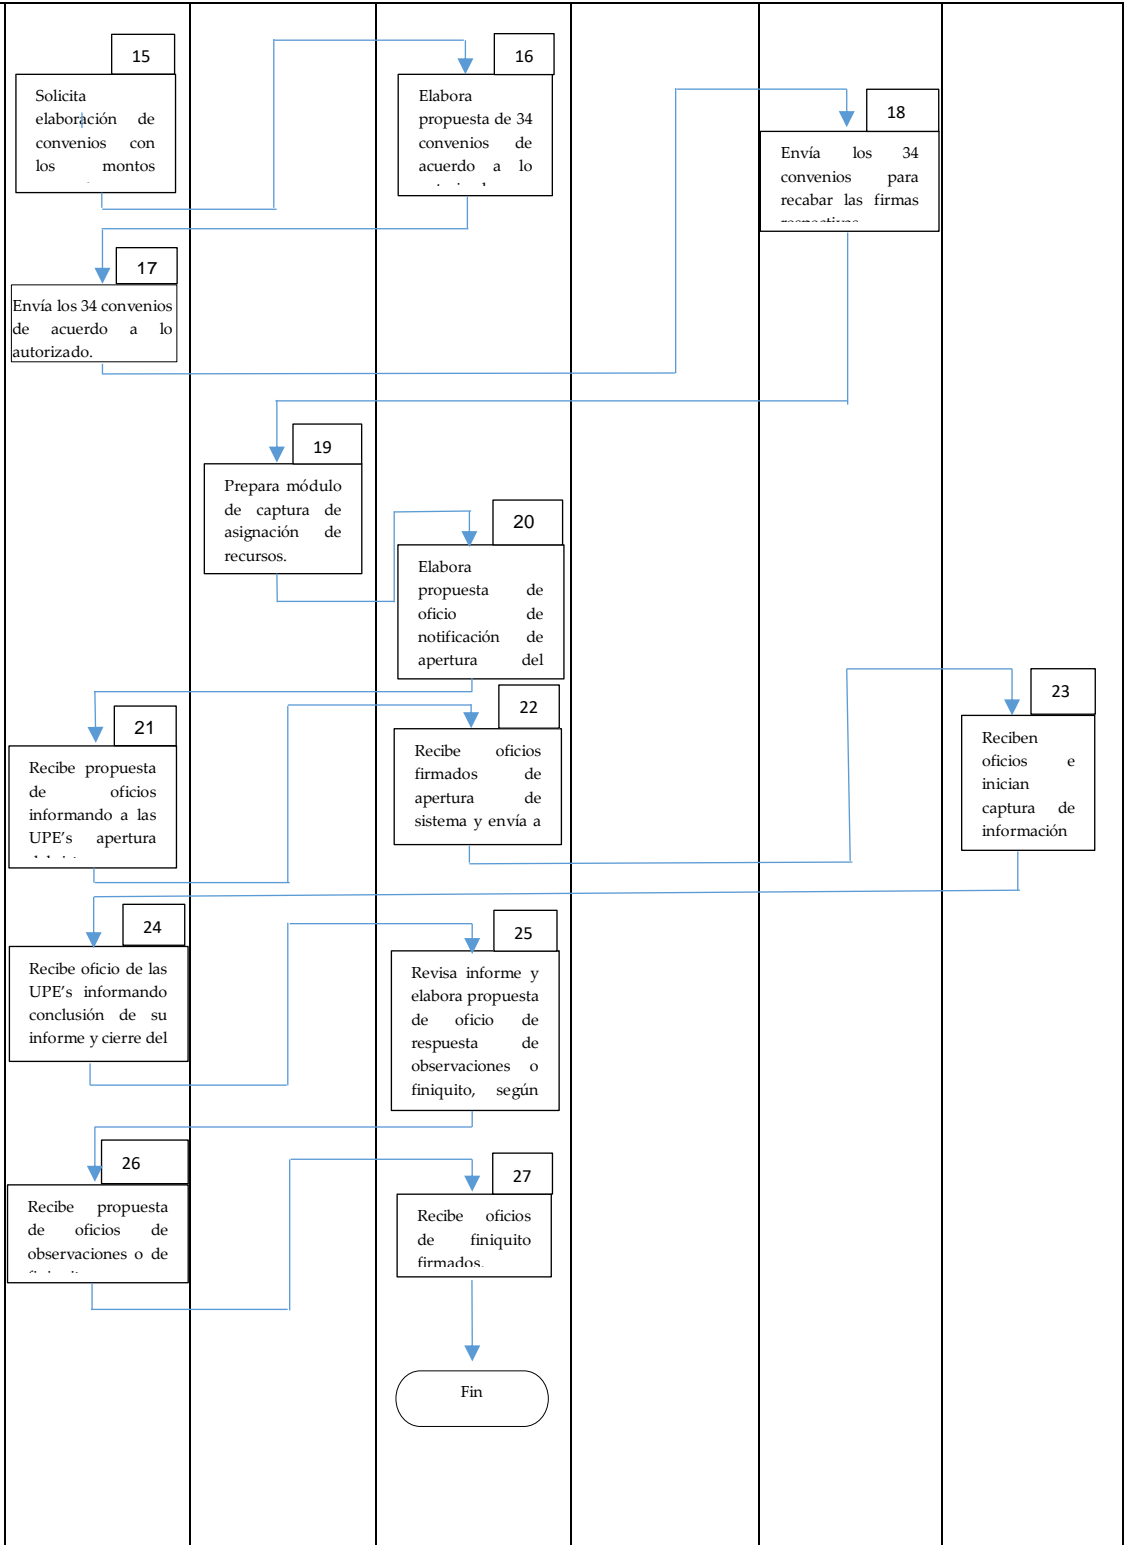 15
Solicita
elaboración de
convenios con
los montos
16
Elabora
propuesta de 34
convenios de
acuerdo a lo
17
Envía los 34 convenios
de acuerdo a lo
autorizado.
18
Envía los 34
convenios para
recabar las firmas
respectivas
19
Prepara módulo
de captura de
asignación de
recursos.
20
Elabora
propuesta de
oficio de
notificación de
apertura del
21
Recibe propuesta
de oficios
informando a las
UPE’s apertura
22
Recibe oficios
firmados de
apertura de
sistema y envía a
23
Reciben
oficios e
inician
captura de
información
24
Recibe oficio de las
UPE’s informando
conclusión de su
informe y cierre del
25
Revisa informe y
elabora propuesta
de oficio de
respuesta de
observaciones o
finiquito, según
26
Recibe propuesta
de oficios de
observaciones o de
27
Recibe oficios
de finiquito
firmados.
Fin